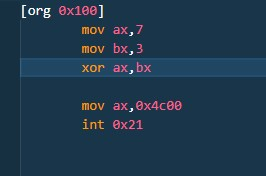 [org 0x100]
mov ax,7
mov bx,3
xor ax,bx
mov ax,0x4c00
int 0x21